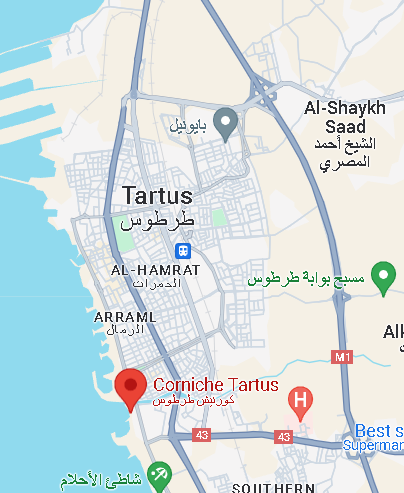 Al-Shaykh
Saad
الشيخ أحمد
المصري
بايونيل
Tartus
طرطوس
AL-HAMRAT
الحمرات
مسبح بوابة طرطوس
ARRAML
الرمال
Alk
M1
Corniche Tartus
كورنيش طرطوس
H
43
43
Best s
Supermar
شاطئ الأحلام
SOUTHERN